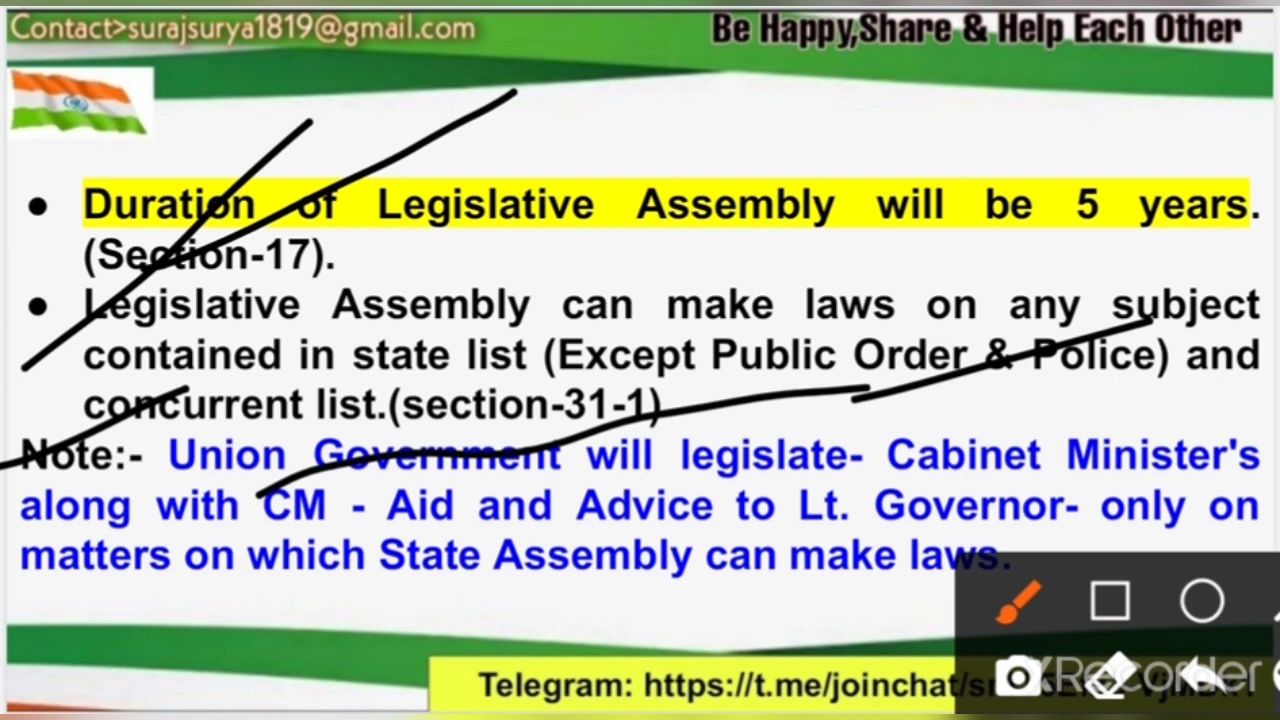 Contact>surajsurya1819@gmail.com
Be Happy,Share & Help Each Other
● Duration of Legislative Assembly will be 5 years.
(Section-17).
● Legislative Assembly can make laws on any subject
contained in state list (Except Public Order & Police) and
concurrent list.(section-31-1)
Note:- Union Government will legislate- Cabinet Minister's
along with CM - Aid and Advice to Lt. Governor- only on
matters on which State Assembly can make laws.
Telegram: https://t.me/joinchat/
XRecorder